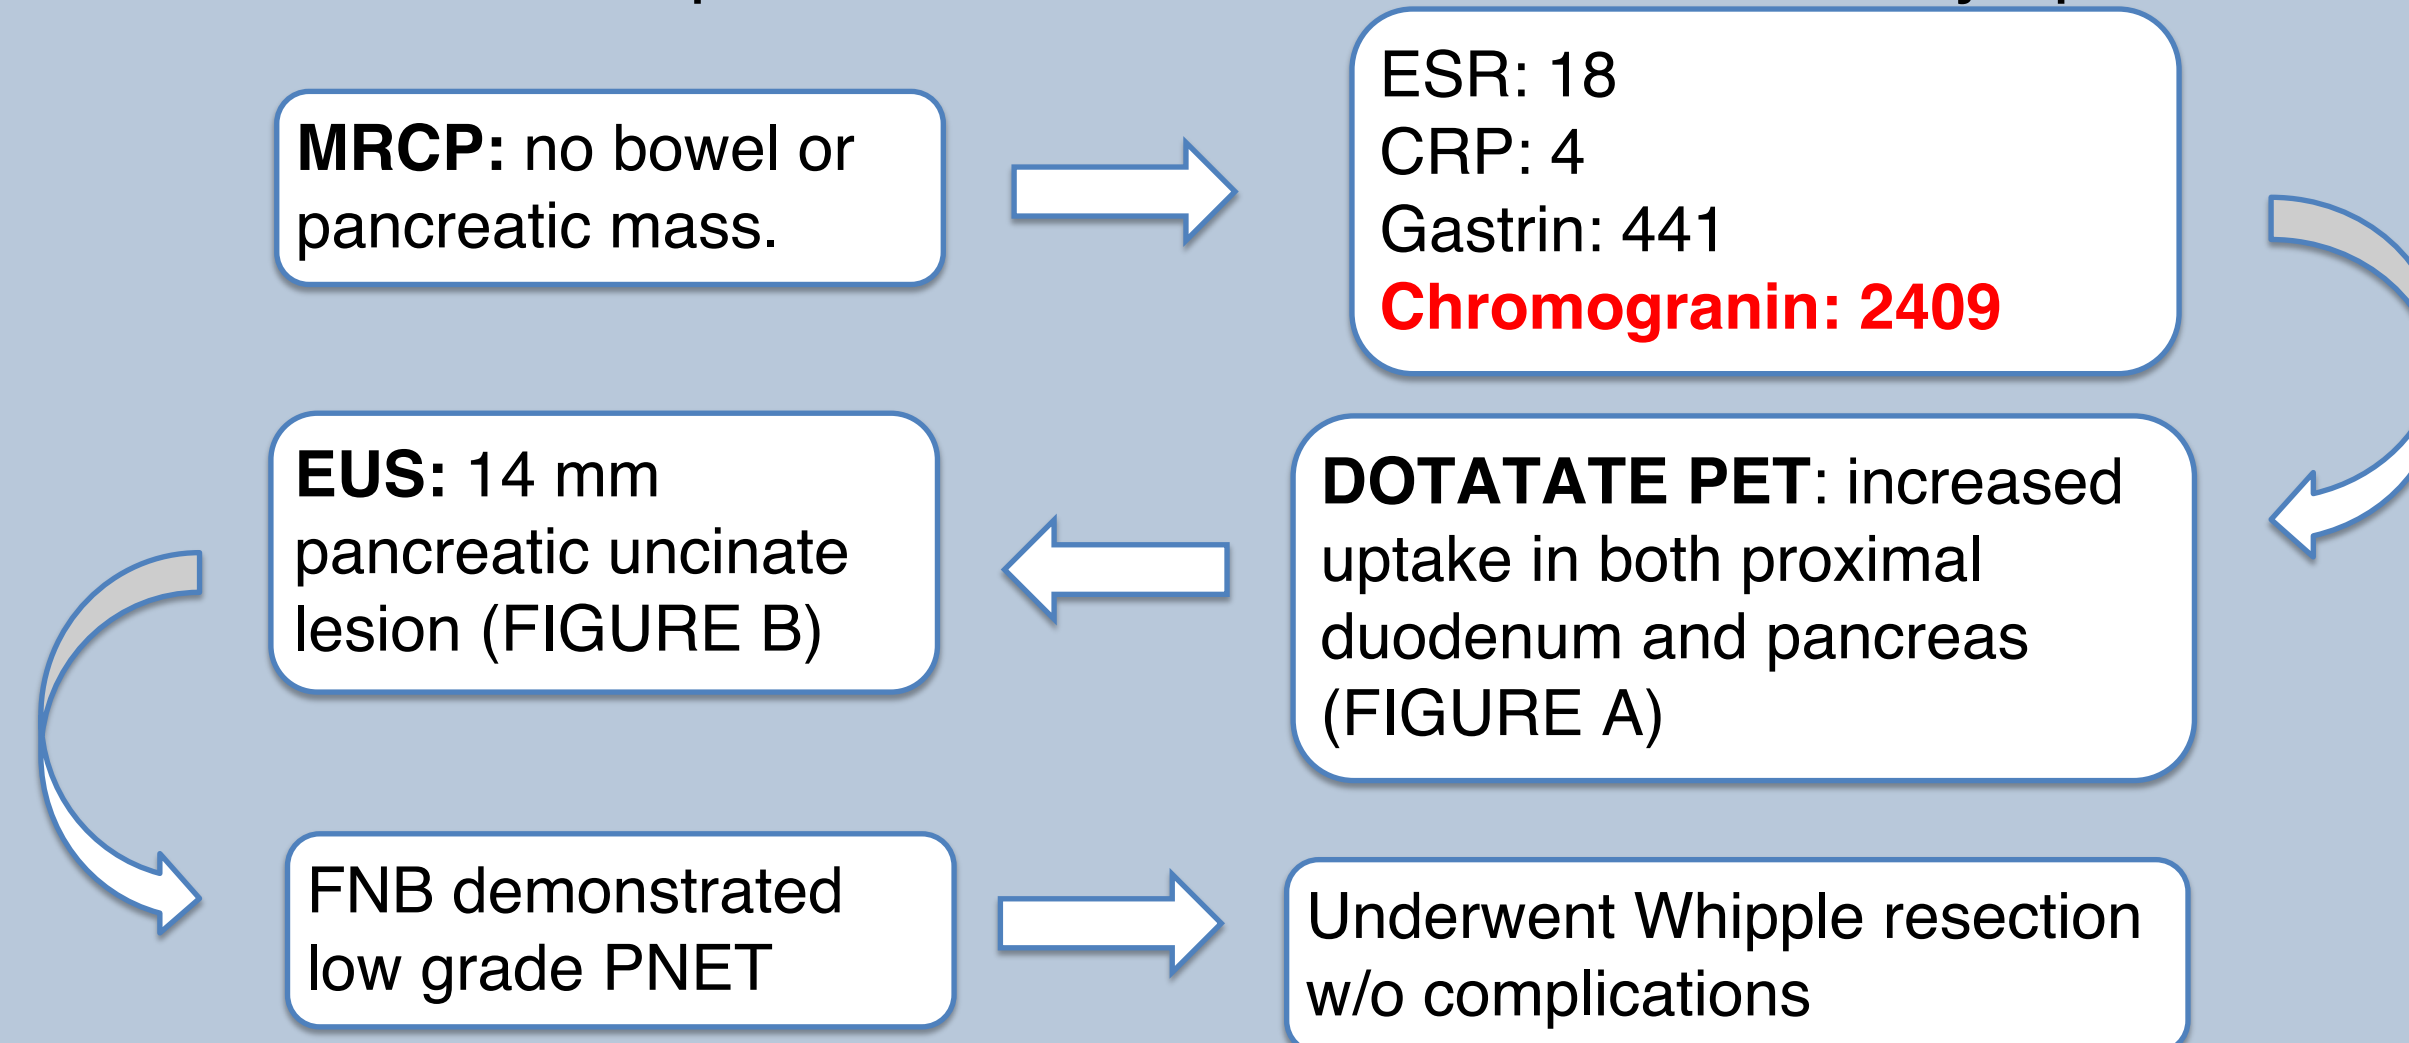 MRCP: no bowel or
pancreatic mass.
ESR: 18
CRP: 4
Gastrin: 441
Chromogranin: 2409
DOTATATE PET: increased
uptake in both proximal
duodenum and pancreas
(FIGURE A)
EUS: 14 mm
pancreatic uncinate
lesion (FIGURE B)
FNB demonstrated
low grade PNET
Underwent Whipple resection
w/o complications